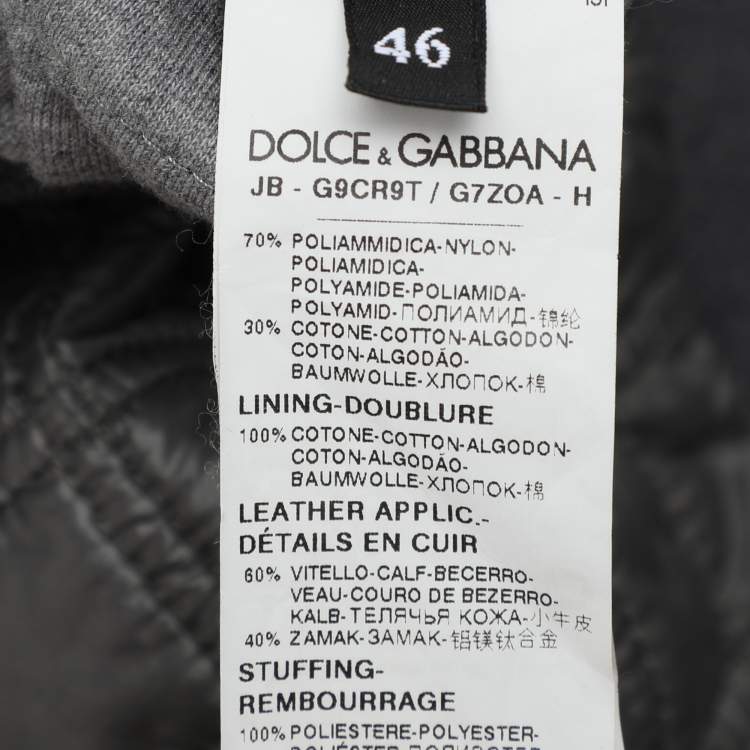 46
DOLCE & GABBANA
JB - G9CR9T / G7ZOA - H
70% POLIAMMIDICA-NYLON-
POLIAMIDICA-
POLYAMIDE-POLIAMIDA-
POLYAMID-ПОЛИАМИД-锦纶
30% COTONE-COTTON-ALGODON-
COTON-ALGODÃO-
BAUMWOLLE-ХЛОПОК-棉
LINING-DOUBLURE
100% COTONE-COTTON-ALGODON-
COTON-ALGODÃO-
BAUMWOLLE-ХЛОПОК-棉
LEATHER APPLIC.-
DÉTAILS EN CUIR
60% VITELLO-CALF-BECERRO-
VEAU-COURO DE BEZERRO-
KALB-ТЕЛЯЧЬЯ КОЖА-小牛皮
40% ZAMAK-ЗАМАК-铝镁钛合金
STUFFING-
REMBOURRAGE
100% POLIESTERE-POLYESTER-